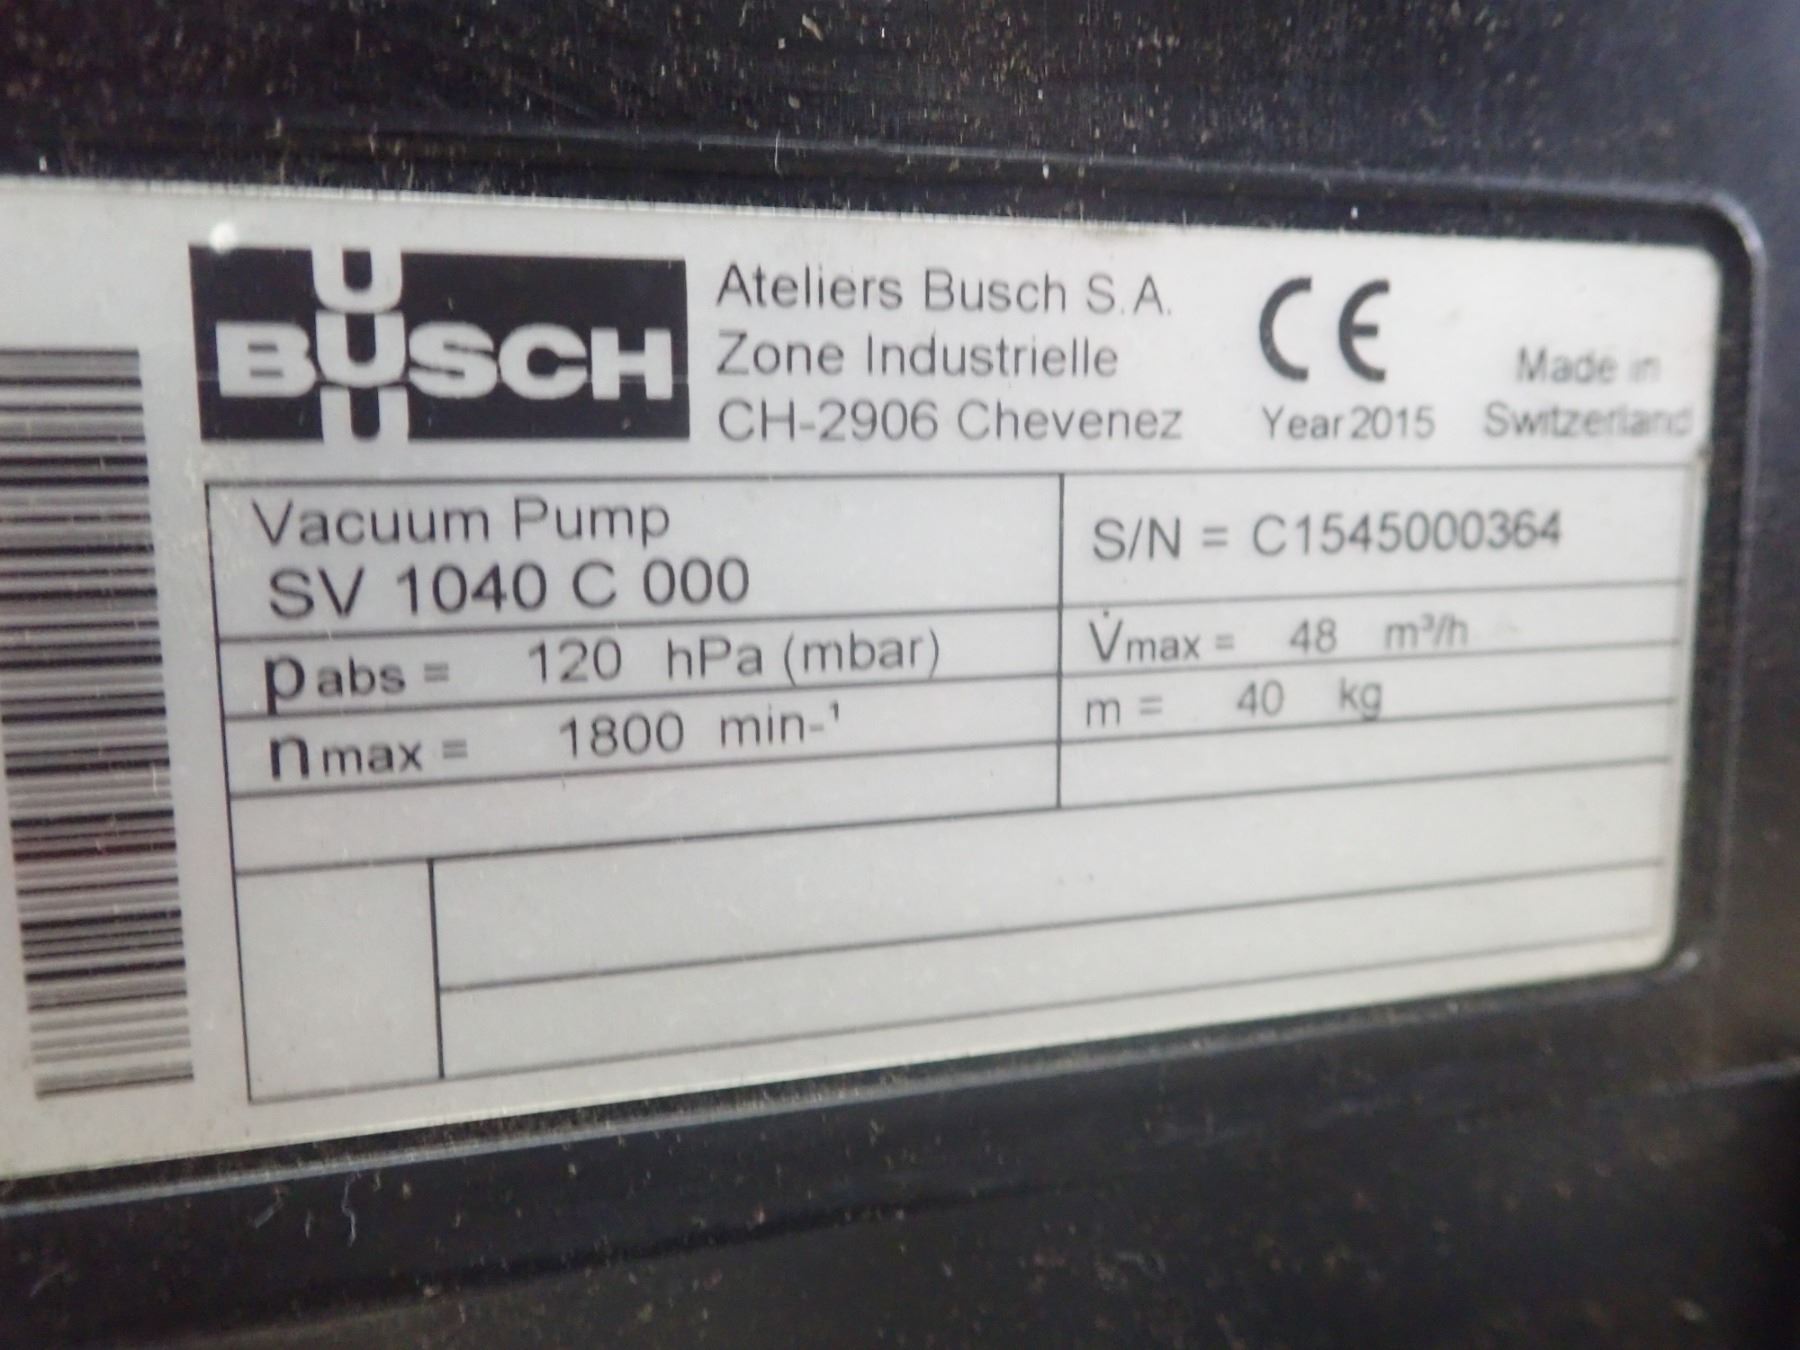 BUSCH
Ateliers Busch S.A.
Zone Industrielle
CH-2906 Chevenez
CE
Year 2015
Made in
Switzerland
Vacuum Pump
SV 1040 C 000
S/N = C1545000364
pabs = 120 hPa (mbar)
V̇max = 48 m³/h
nmax = 1800 min-¹
m = 40 kg